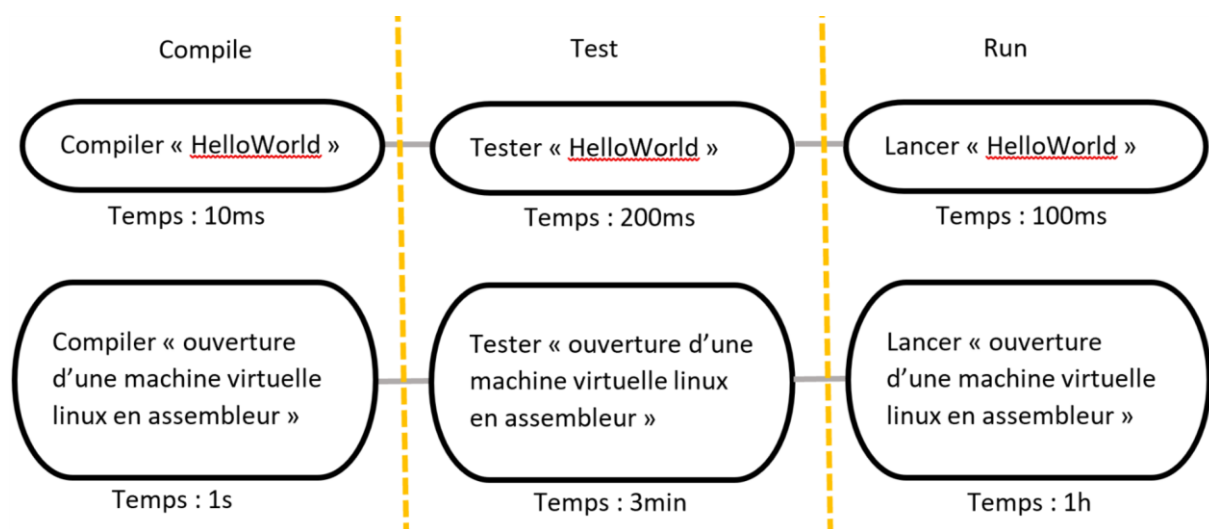 Compile
Test
Run
Compiler « HelloWorld »
Tester « HelloWorld »
Lancer « HelloWorld »
Temps : 10ms
Temps : 200ms
Temps : 100ms
Compiler « ouverture
d’une machine virtuelle
linux en assembleur »
Tester « ouverture d’une
machine virtuelle linux
en assembleur »
Lancer « ouverture
d’une machine virtuelle
linux en assembleur »
Temps : 1s
Temps : 3min
Temps : 1h